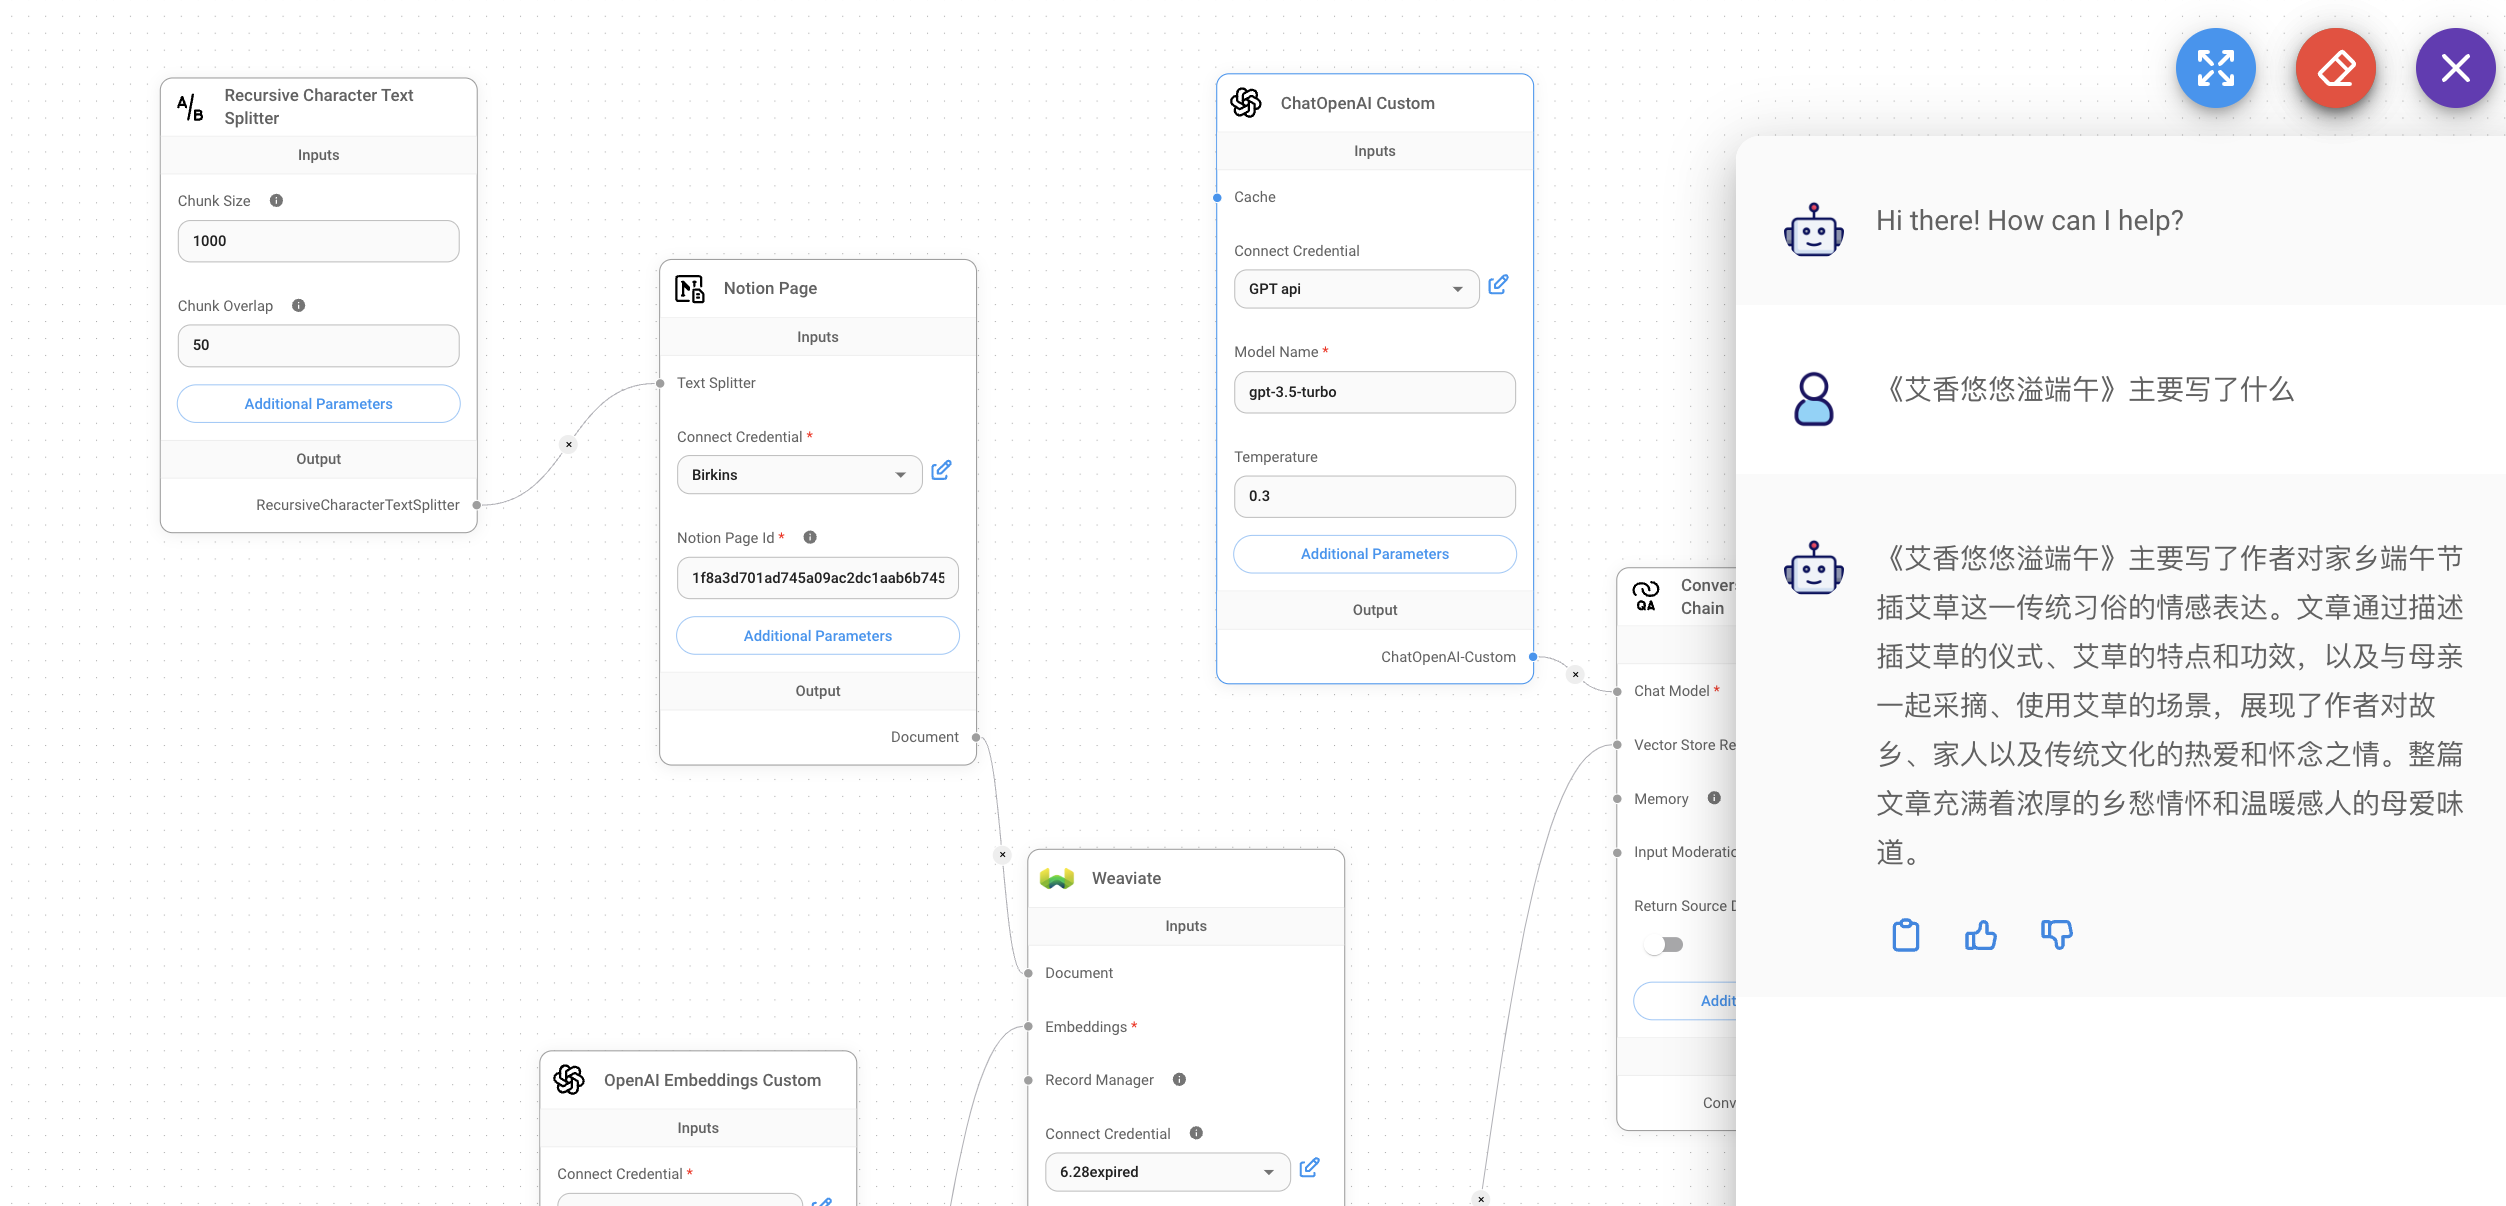 Recursive Character Text
Splitter
Inputs
Chunk Size
1000
Chunk Overlap
50
Additional Parameters
Output
RecursiveCharacterTextSplitter
Notion Page
Inputs
Text Splitter
Connect Credential *
Birkins
Notion Page Id *
1f8a3d701ad745a09ac2dc1aab6b745
Additional Parameters
Output
Document
OpenAI Embeddings Custom
Inputs
Connect Credential *
Weaviate
Inputs
Document
Embeddings *
Record Manager
Connect Credential
6.28expired
ChatOpenAI Custom
Inputs
Cache
Connect Credential
GPT api
Model Name *
gpt-3.5-turbo
Temperature
0.3
Additional Parameters
Output
ChatOpenAI-Custom
QA
Chain
Chat Model *
Vector Store
Memory
Input
Return Source
Hi there! How can I help?
《艾香悠悠溢端午》主要写了什么
《艾香悠悠溢端午》主要写了作者对家乡端午节
插艾草这一传统习俗的情感表达。文章通过描述
插艾草的仪式、艾草的特点和功效，以及与母亲
一起采摘、使用艾草的场景，展现了作者对故
乡、家人以及传统文化的热爱和怀念之情。整篇
文章充满着浓厚的乡愁情怀和温暖感人的母爱味
道。